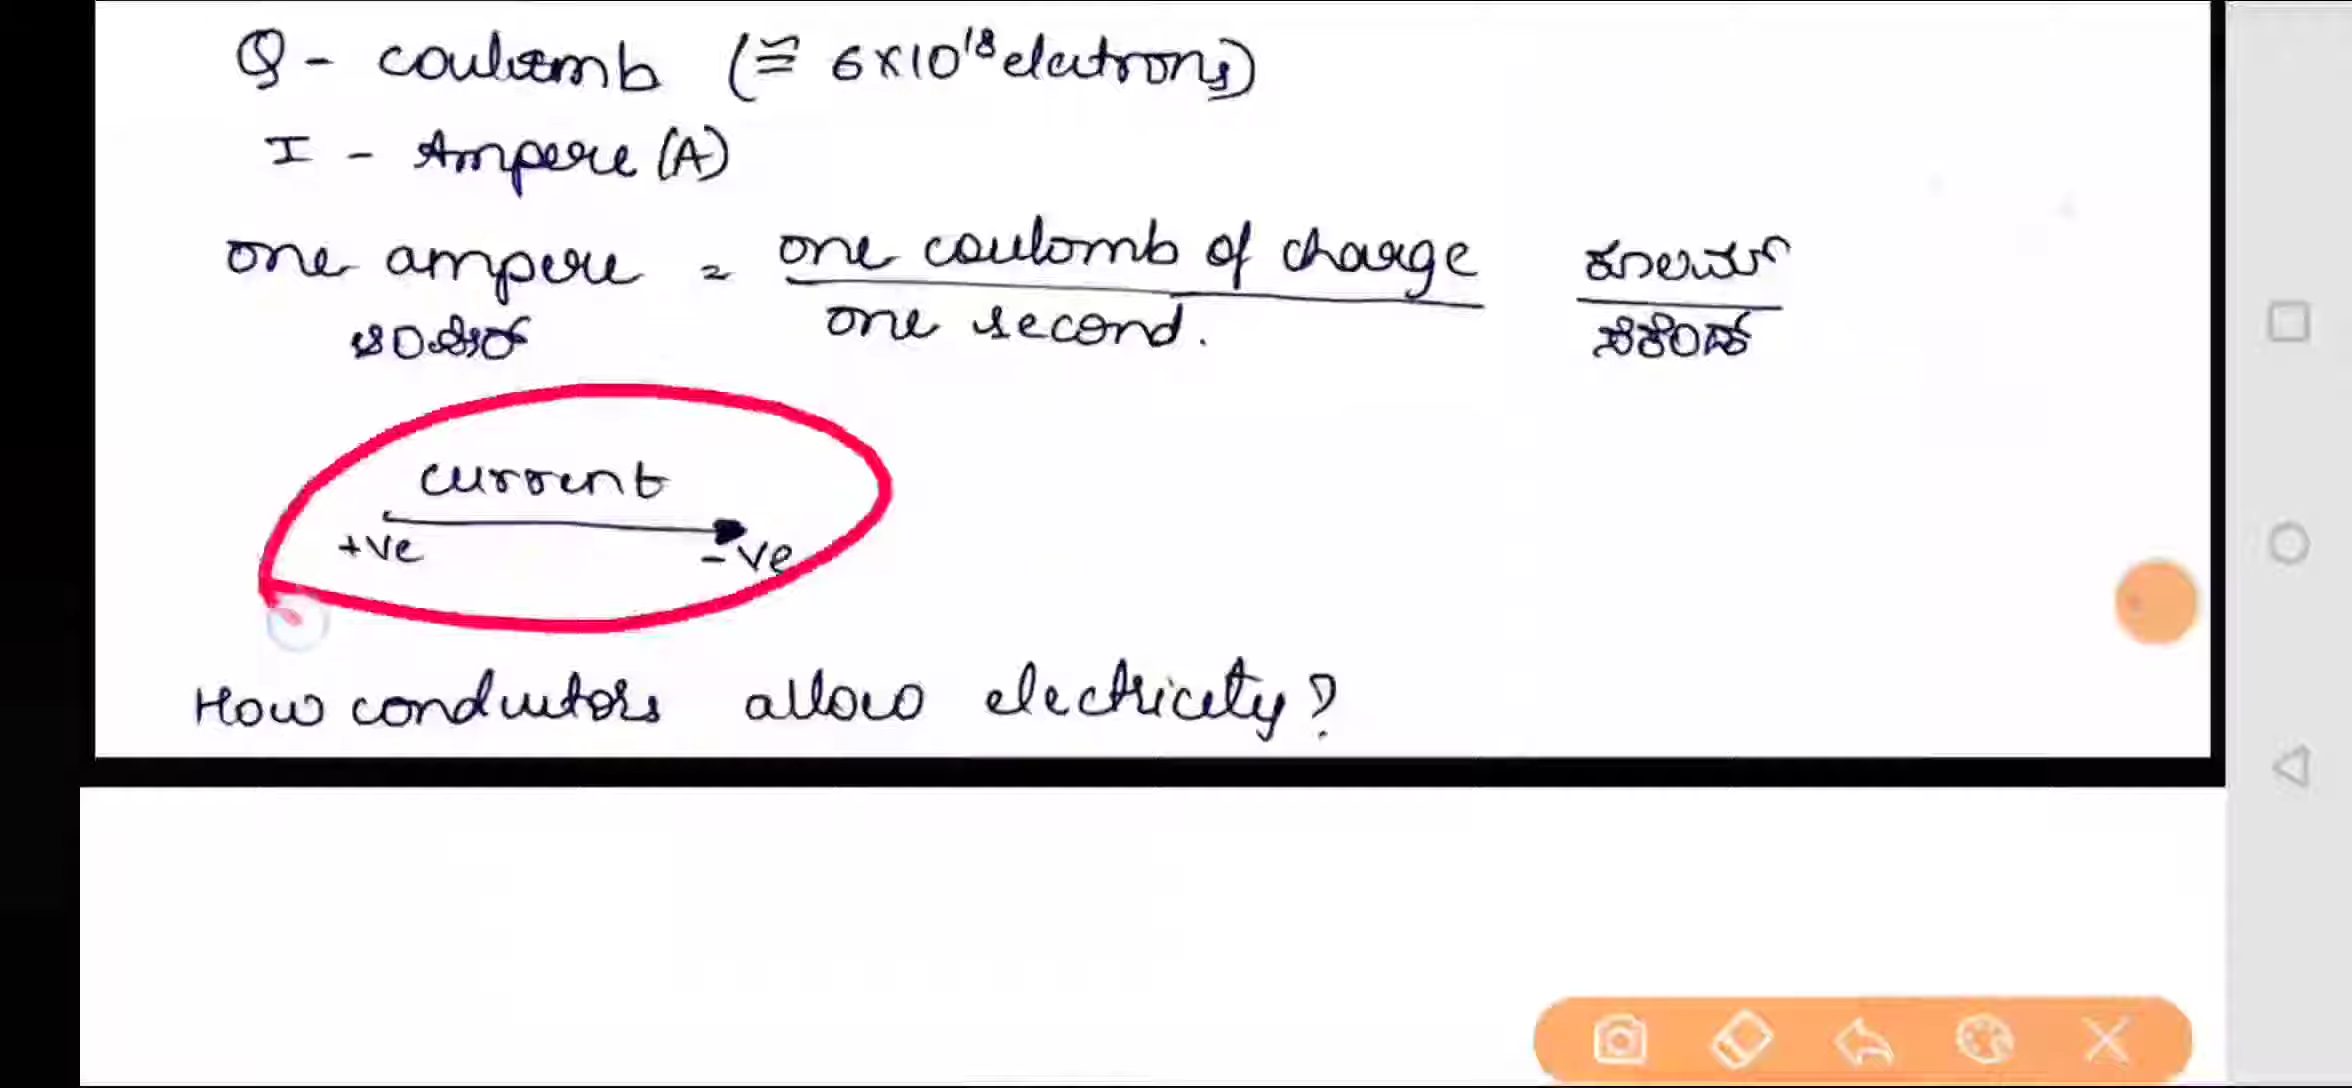 Q - coulomb (≅ 6×10¹⁸ electrons)
I - Ampere (A)
one ampere = one coulomb of charge / one second. ಕೂಲಮ್ / ಸೆಕೆಂಡ್
current
+ve -ve
How conductors allow electricity?